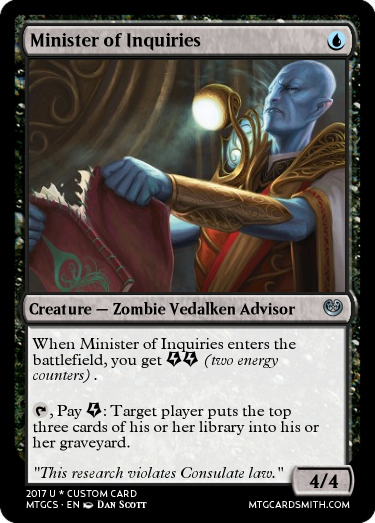 Minister of Inquiries
Creature — Zombie Vedalken Advisor
When Minister of Inquiries enters the
battlefield, you get (two energy
counters) .
, Pay : Target player puts the top
three cards of his or her library into his or
her graveyard.
"This research violates Consulate law."
4/4
2017 U * CUSTOM CARD
MTGCS · EN Dan Scott
MTGCARDSMITH.COM